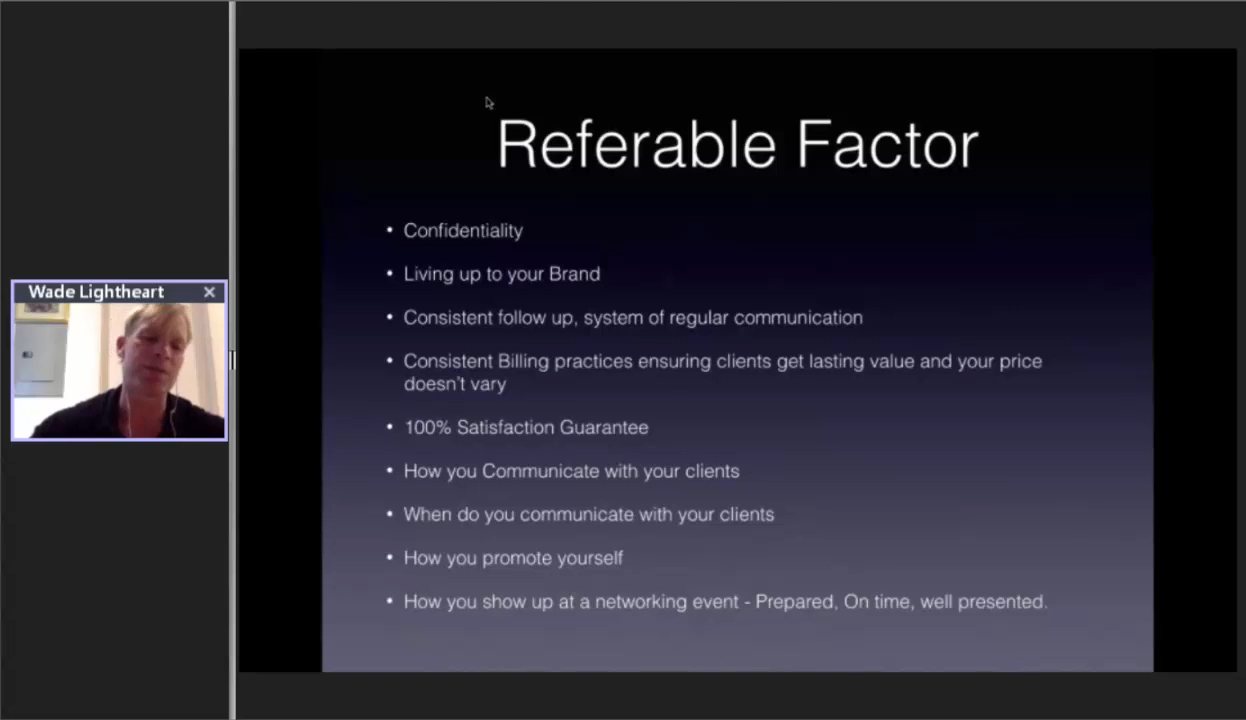 Wade Lightheart
Referable Factor
• Confidentiality
• Living up to your Brand
• Consistent follow up, system of regular communication
• Consistent Billing practices ensuring clients get lasting value and your price
doesn't vary
• 100% Satisfaction Guarantee
• How you Communicate with your clients
• When do you communicate with your clients
• How you promote yourself
• How you show up at a networking event - Prepared, On time, well presented.